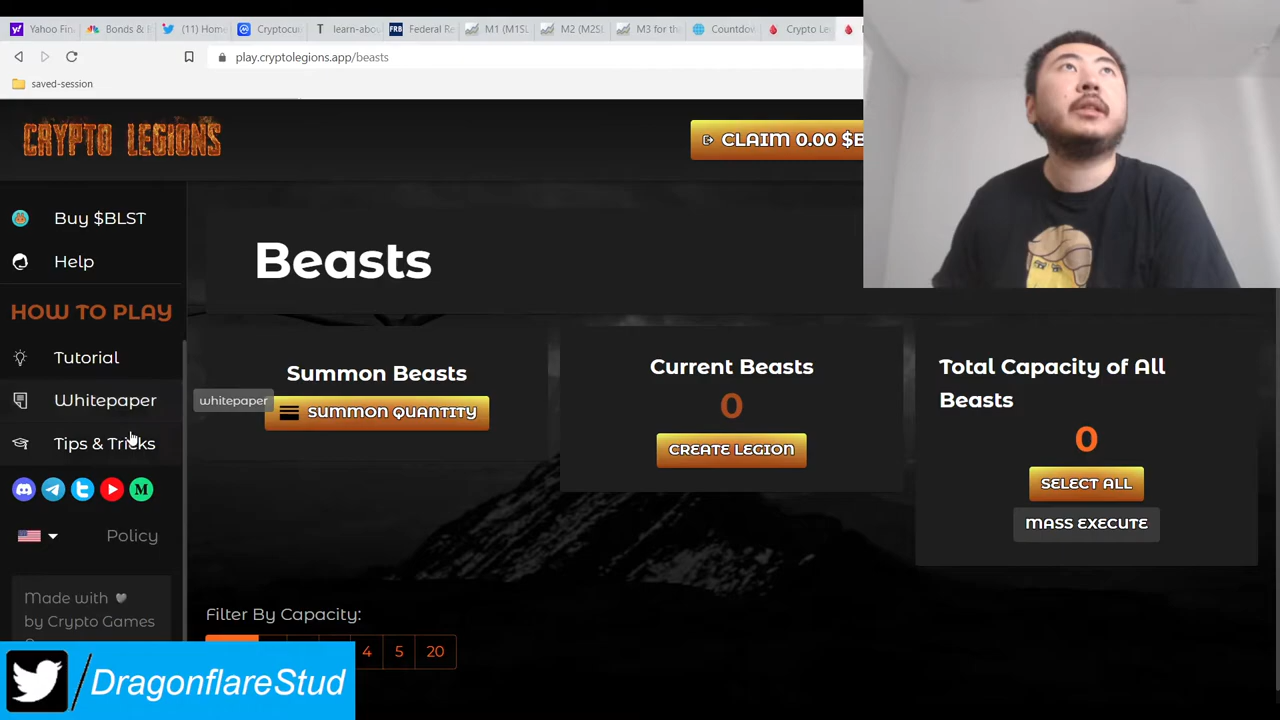 Yahoo Fin
Bonds & I
(11) Home
Cryptocur
learn-abou
Federal Re
M1 (M1SL
M2 (M2SL
M3 for the
Countdow
Crypto Le
play.cryptolegions.app/beasts
saved-session
CRYPTO LEGIONS
CLAIM 0.00 $B
Buy $BLST
Help
HOW TO PLAY
Tutorial
Whitepaper
whitepaper
Tips & Tricks
Policy
Made with
by Crypto Games
Beasts
Summon Beasts
SUMMON QUANTITY
Current Beasts
0
CREATE LEGION
Total Capacity of All
Beasts
0
SELECT ALL
MASS EXECUTE
Filter By Capacity:
4 5 20
/DragonflareStud